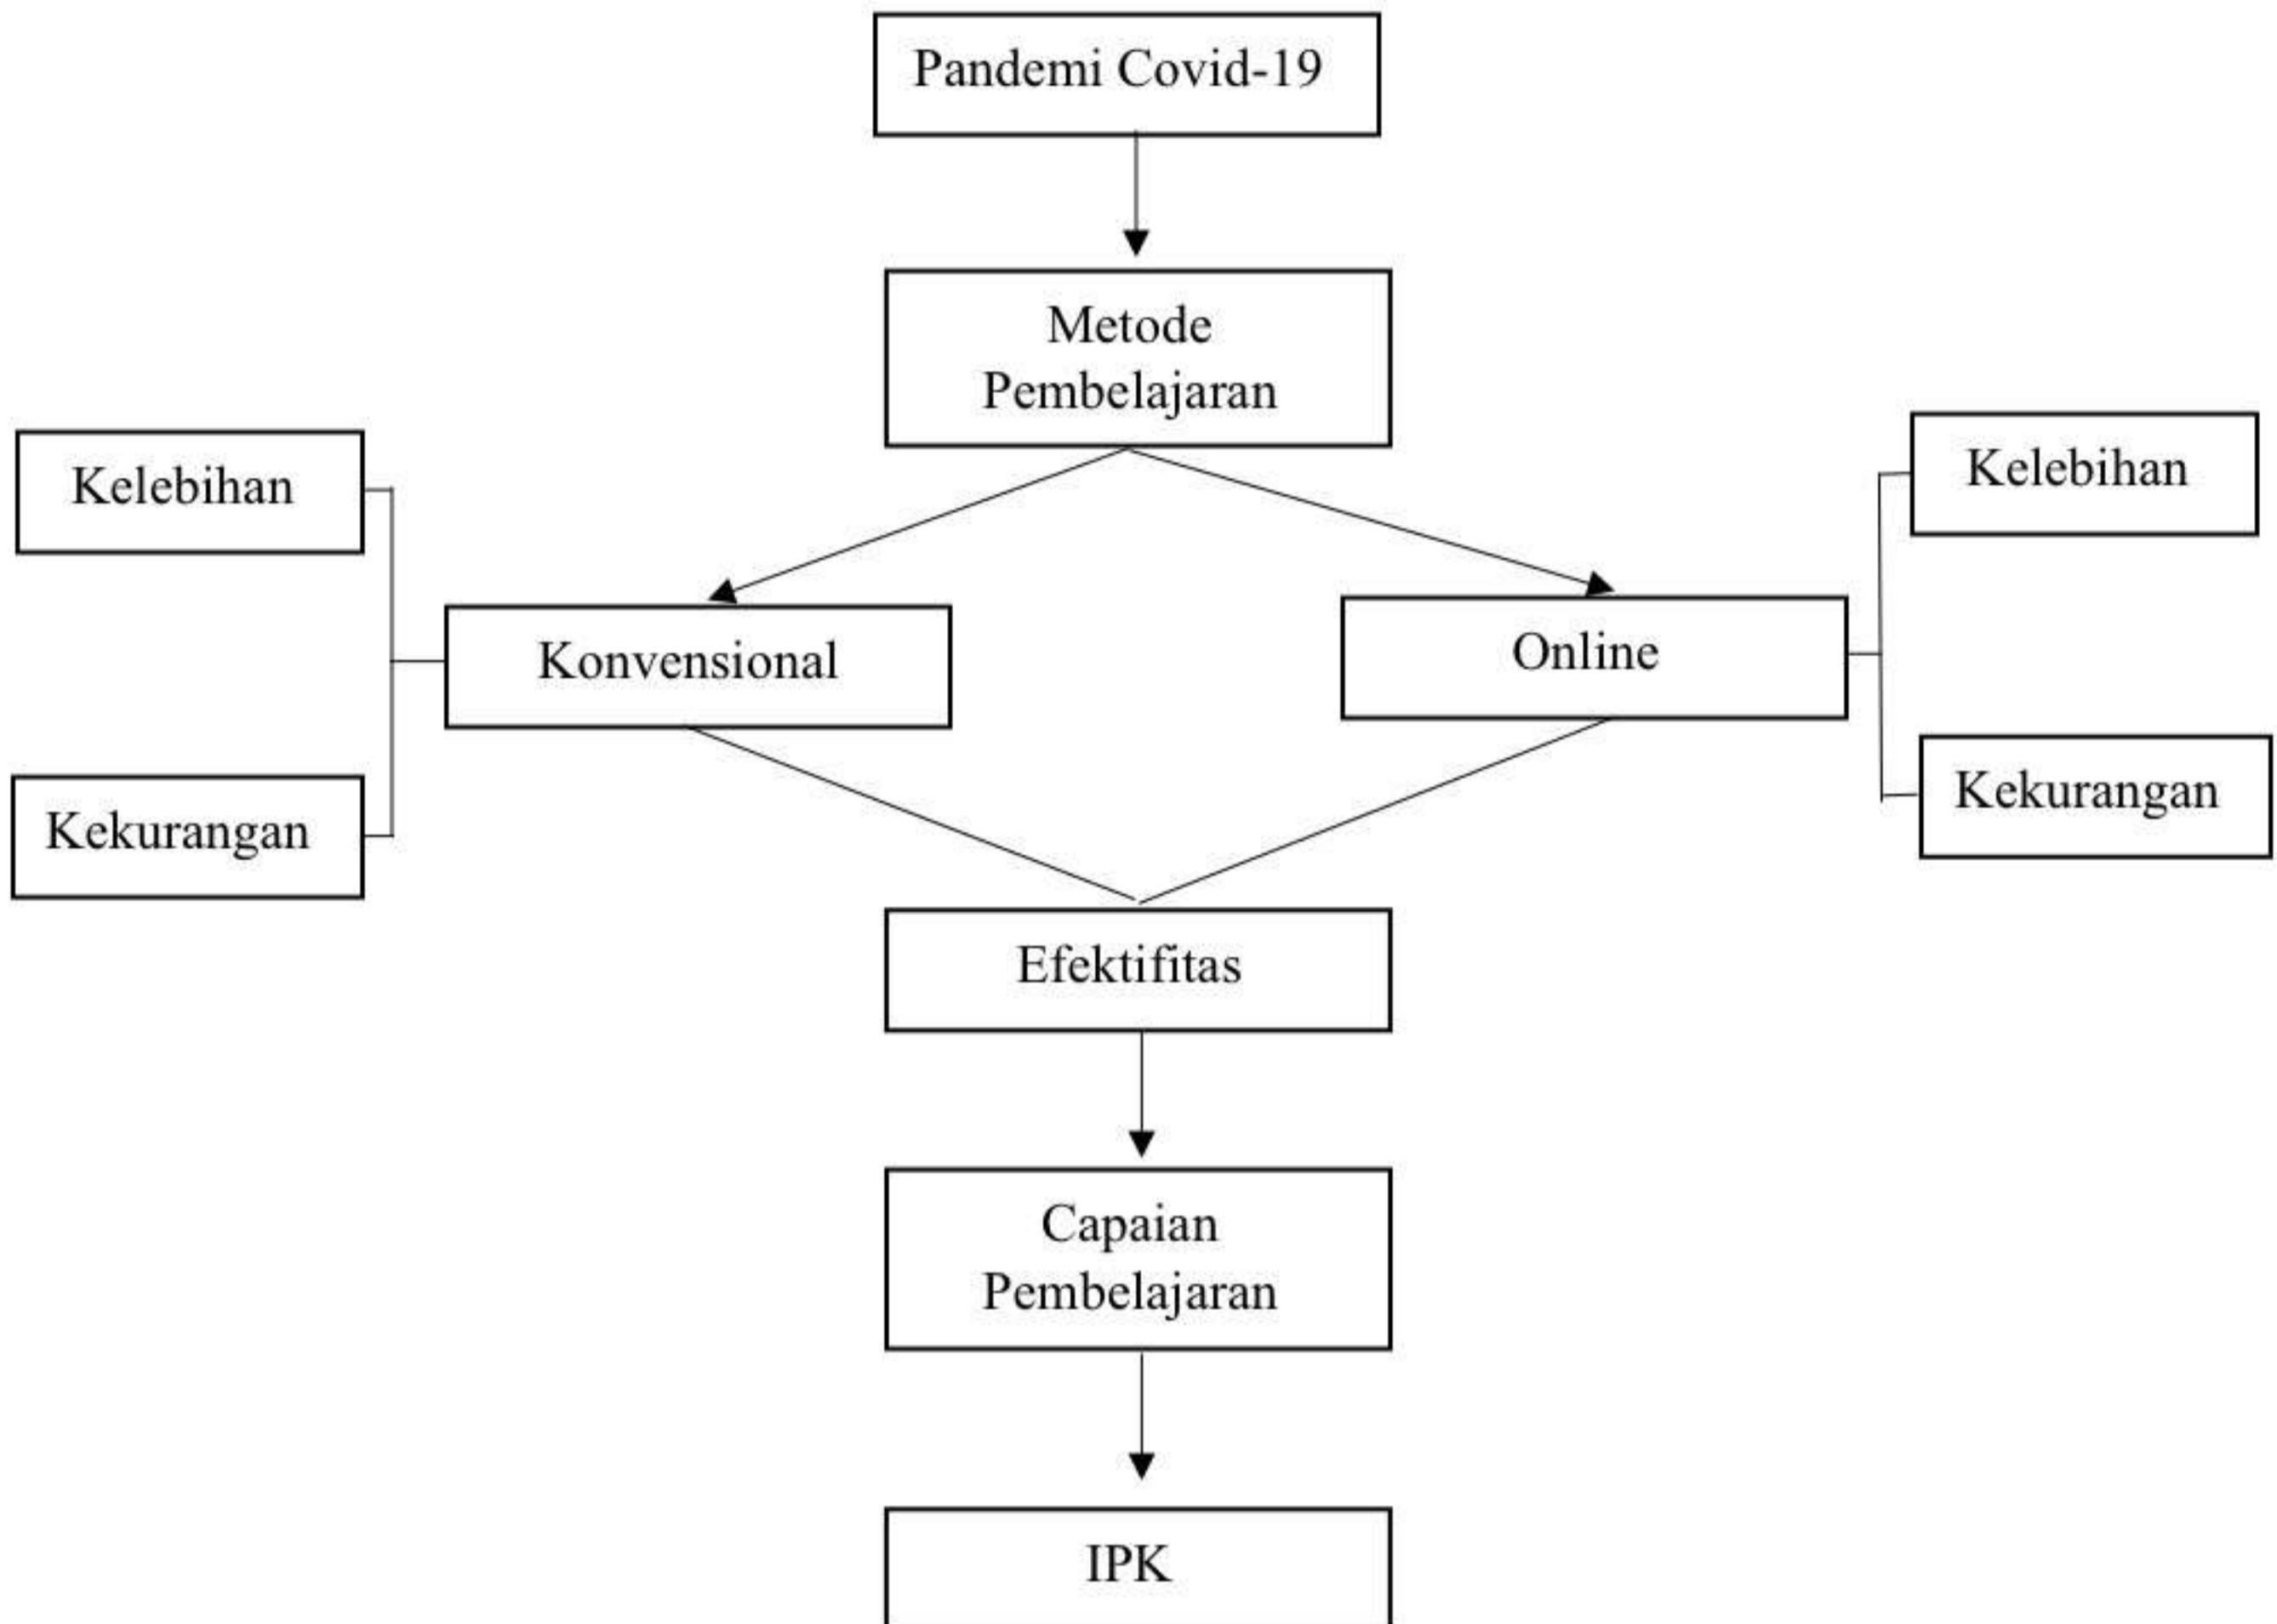 Pandemi Covid-19
Metode
Pembelajaran
Kelebihan
Kelebihan
Konvensional
Online
Kekurangan
Kekurangan
Efektifitas
Capaian
Pembelajaran
IPK